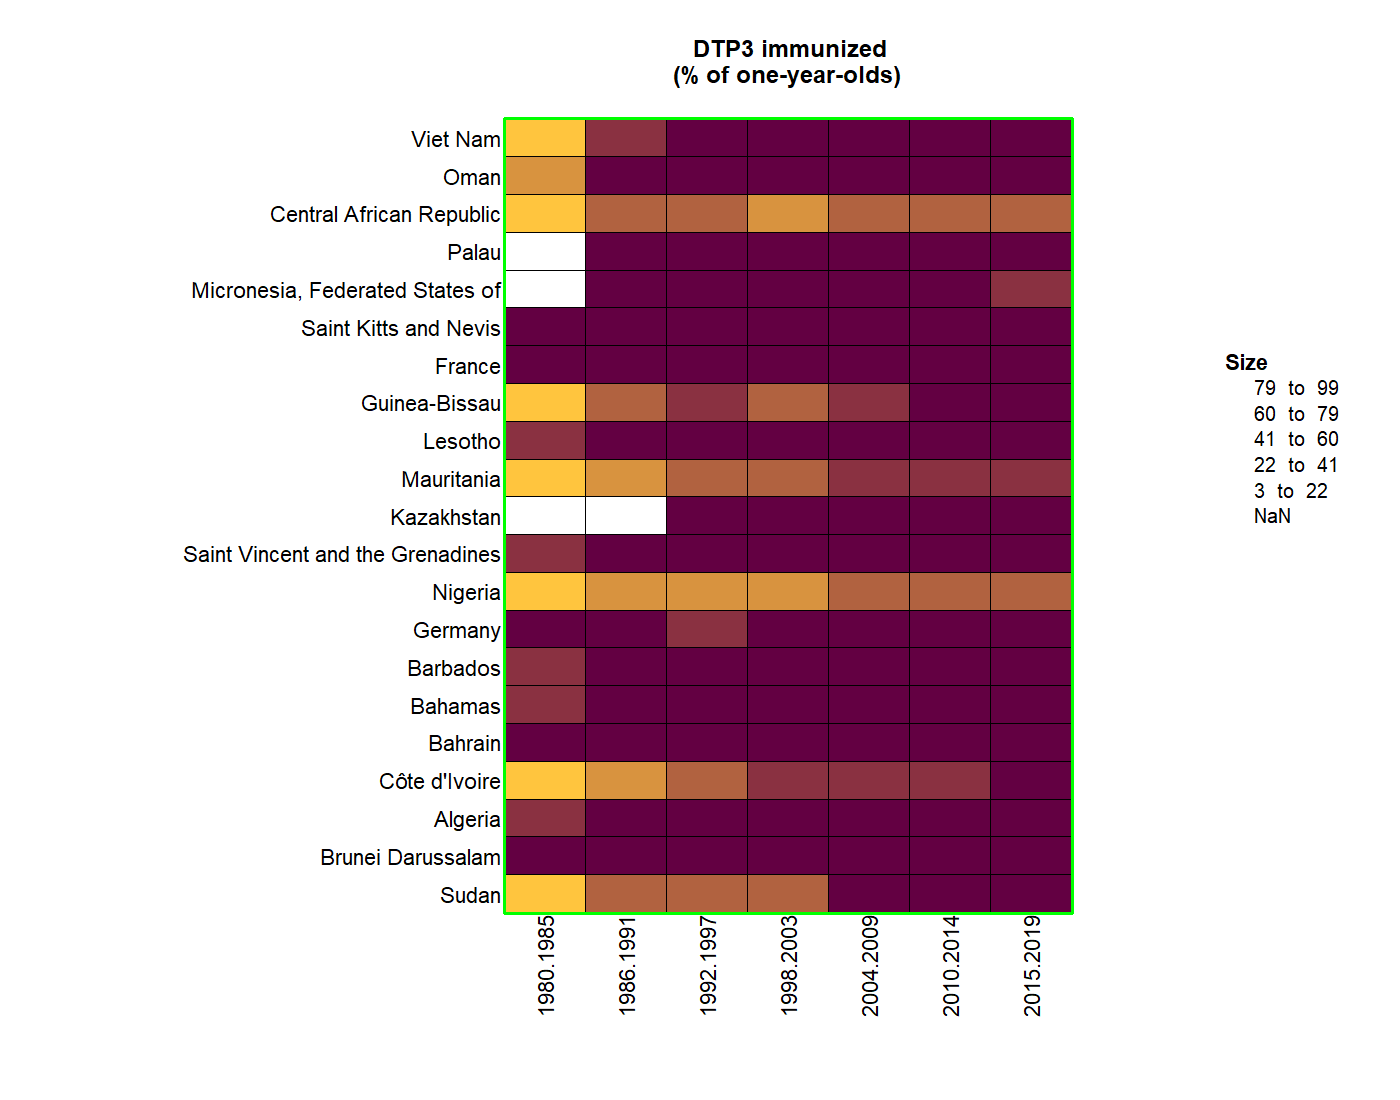 DTP3 immunized
(% of one-year-olds)
Viet Nam
Oman
Central African Republic
Palau
Micronesia, Federated States of
Saint Kitts and Nevis
France
Guinea-Bissau
Lesotho
Mauritania
Kazakhstan
Saint Vincent and the Grenadines
Nigeria
Germany
Barbados
Bahamas
Bahrain
Côte d'Ivoire
Algeria
Brunei Darussalam
Sudan
1980.1985
1986.1991
1992.1997
1998.2003
2004.2009
2010.2014
2015.2019
Size
79 to 99
60 to 79
41 to 60
22 to 41
3 to 22
NaN